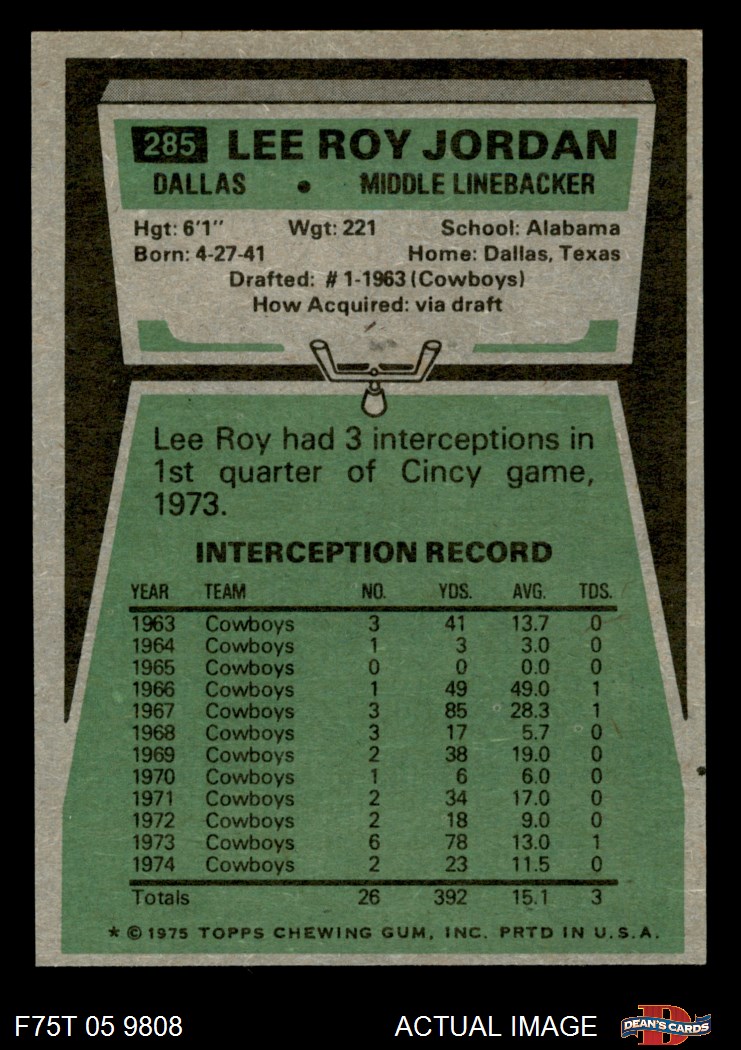 285 LEE ROY JORDAN
DALLAS • MIDDLE LINEBACKER
Hgt: 6'1" Wgt: 221 School: Alabama
Born: 4-27-41 Home: Dallas, Texas
Drafted: #1-1963 (Cowboys)
How Acquired: via draft
Lee Roy had 3 interceptions in
1st quarter of Cincy game,
1973.
INTERCEPTION RECORD
YEAR TEAM NO. YDS. AVG. TDS.
1963 Cowboys 3 41 13.7 0
1964 Cowboys 1 3 3.0 0
1965 Cowboys 0 0 0.0 0
1966 Cowboys 1 49 49.0 1
1967 Cowboys 3 85 28.3 1
1968 Cowboys 3 17 5.7 0
1969 Cowboys 2 38 19.0 0
1970 Cowboys 1 6 6.0 0
1971 Cowboys 2 34 17.0 0
1972 Cowboys 2 18 9.0 0
1973 Cowboys 6 78 13.0 1
1974 Cowboys 2 23 11.5 0
Totals 26 392 15.1 3
* © 1975 TOPPS CHEWING GUM, INC. PRTD IN U.S.A.
F75T 05 9808 ACTUAL IMAGE D DEAN'S CARDS